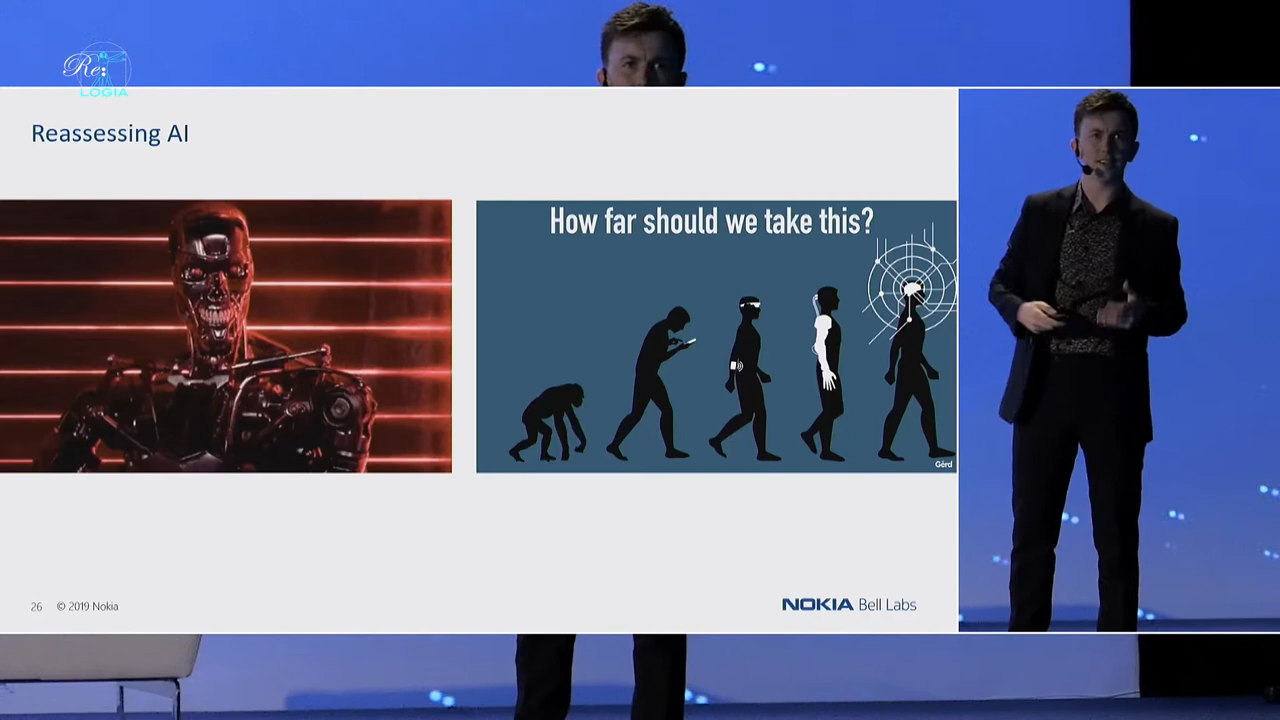 Re:
LOGIA
Reassessing AI
How far should we take this?
Gerd
26 © 2019 Nokia
NOKIA Bell Labs